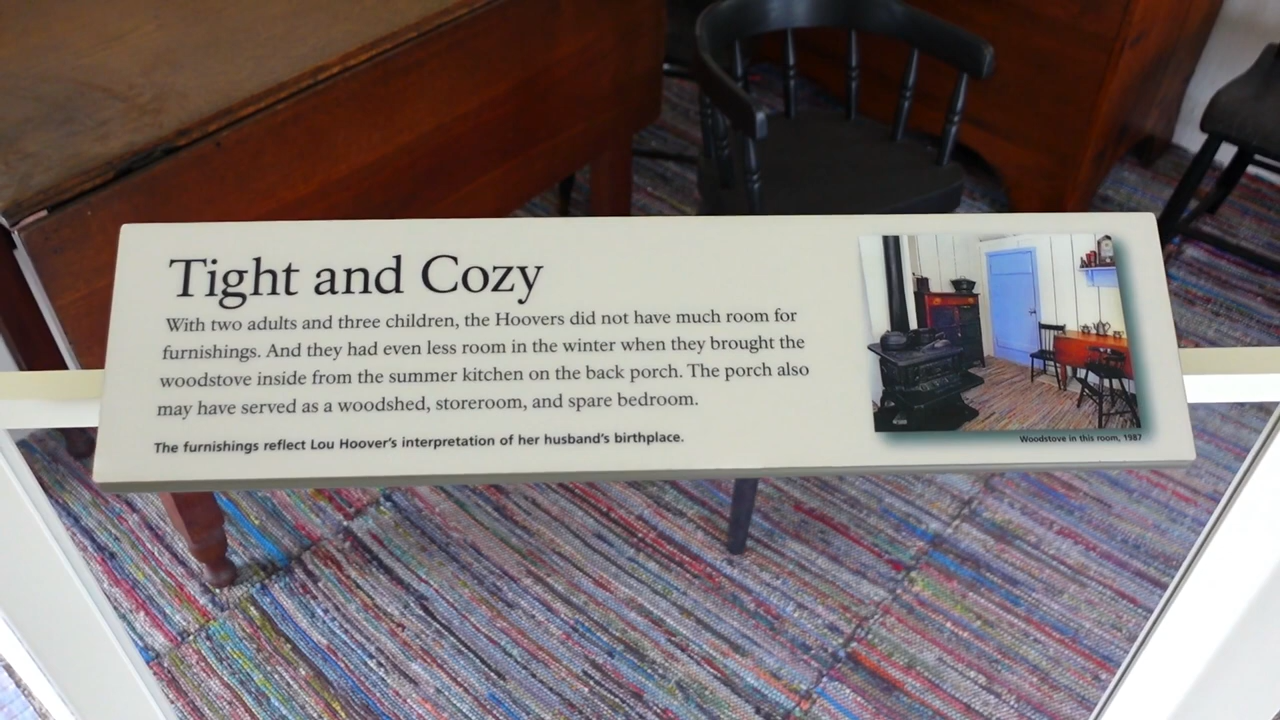 Tight and Cozy
With two adults and three children, the Hoovers did not have much room for
furnishings. And they had even less room in the winter when they brought the
woodstove inside from the summer kitchen on the back porch. The porch also
may have served as a woodshed, storeroom, and spare bedroom.
The furnishings reflect Lou Hoover's interpretation of her husband's birthplace.
Woodstove in this room, 1987